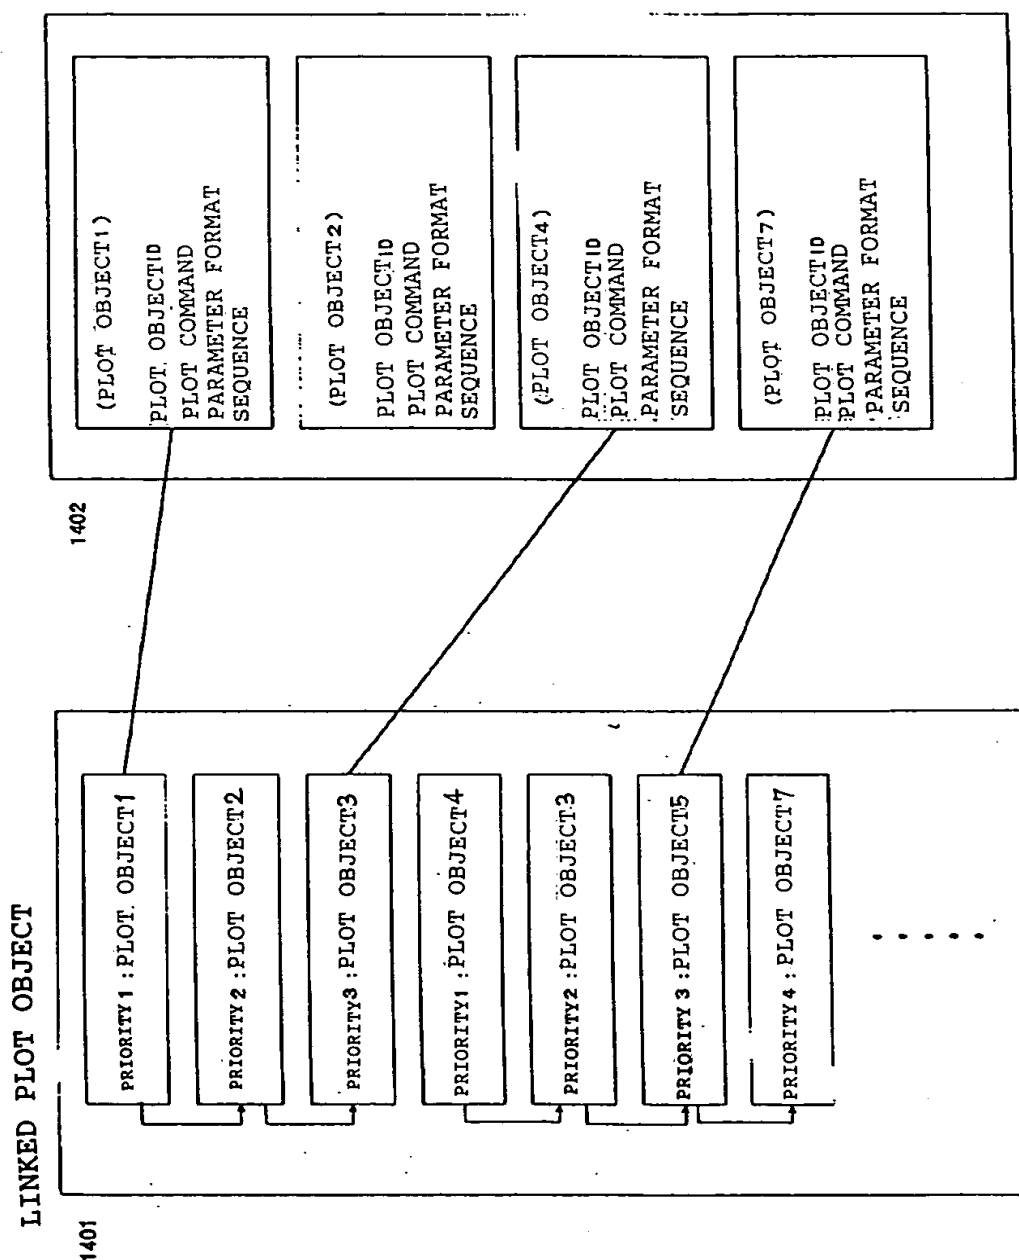 LINKED PLOT OBJECT
1401
PRIORITY1:PLOT OBJECT1
PRIORITY2:PLOT OBJECT2
PRIORITY3:PLOT OBJECT3
PRIORITY1:PLOT OBJECT4
PRIORITY2:PLOT OBJECT3
PRIORITY3:PLOT OBJECT5
PRIORITY4:PLOT OBJECT7
1402
(PLOT OBJECT1)
PLOT OBJECTID
PLOT COMMAND
PARAMETER FORMAT
SEQUENCE
(PLOT OBJECT2)
PLOT OBJECTID
PLOT COMMAND
PARAMETER FORMAT
SEQUENCE
(PLOT OBJECT4)
PLOT OBJECTID
PLOT COMMAND
PARAMETER FORMAT
SEQUENCE
(PLOT OBJECT7)
PLOT OBJECTID
PLOT COMMAND
PARAMETER FORMAT
SEQUENCE